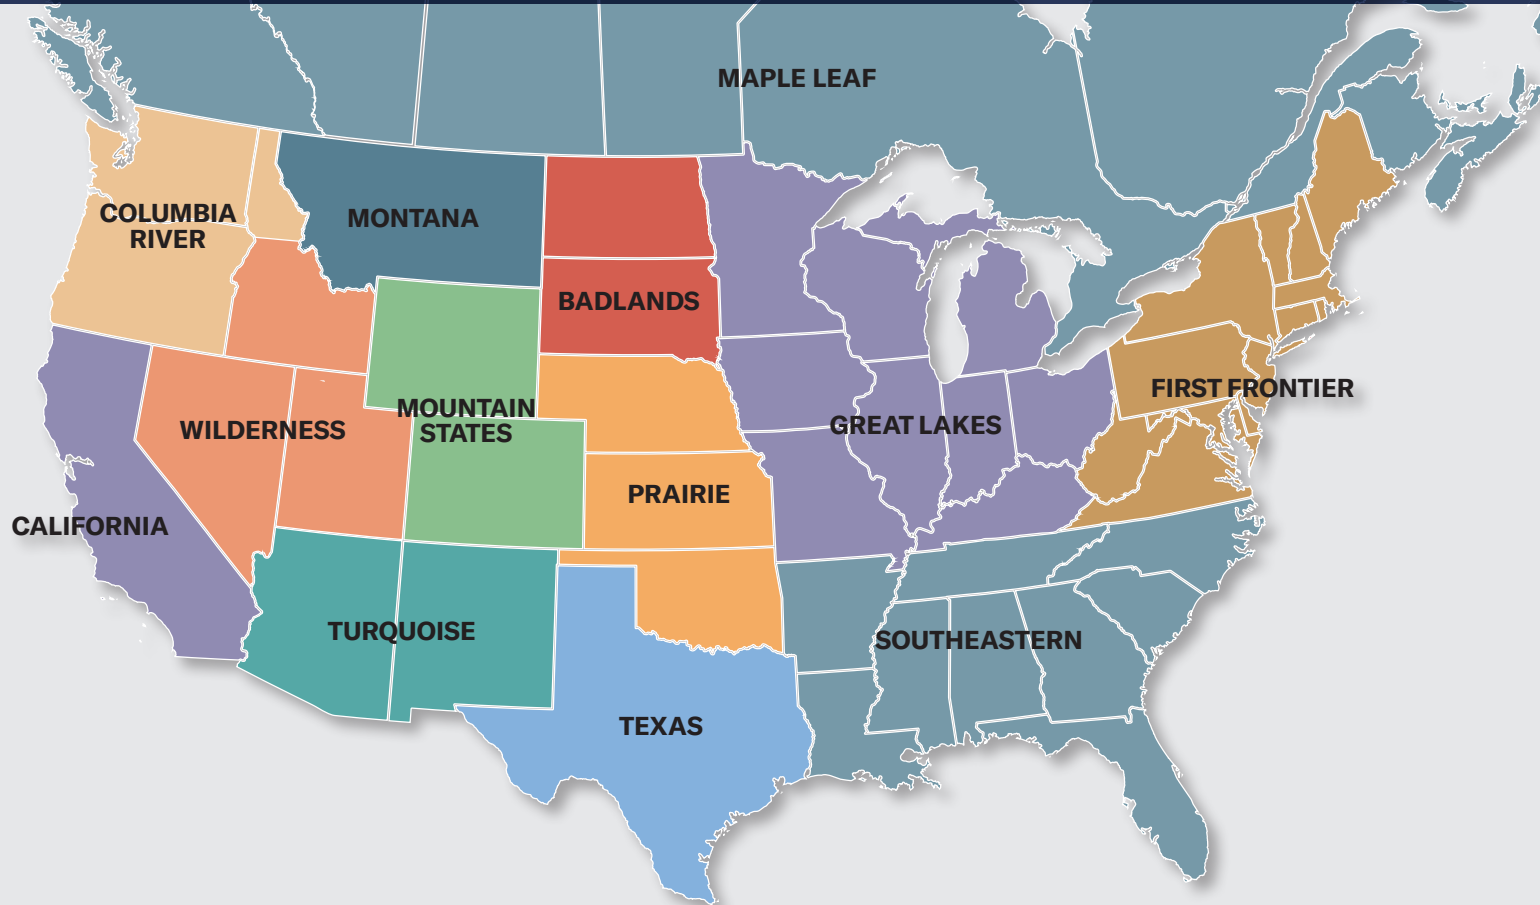 MAPLE LEAF
COLUMBIA
RIVER
MONTANA
BADLANDS
FIRST FRONTIER
MOUNTAIN
STATES
WILDERNESS
GREAT LAKES
PRAIRIE
CALIFORNIA
TURQUOISE
SOUTHEASTERN
TEXAS